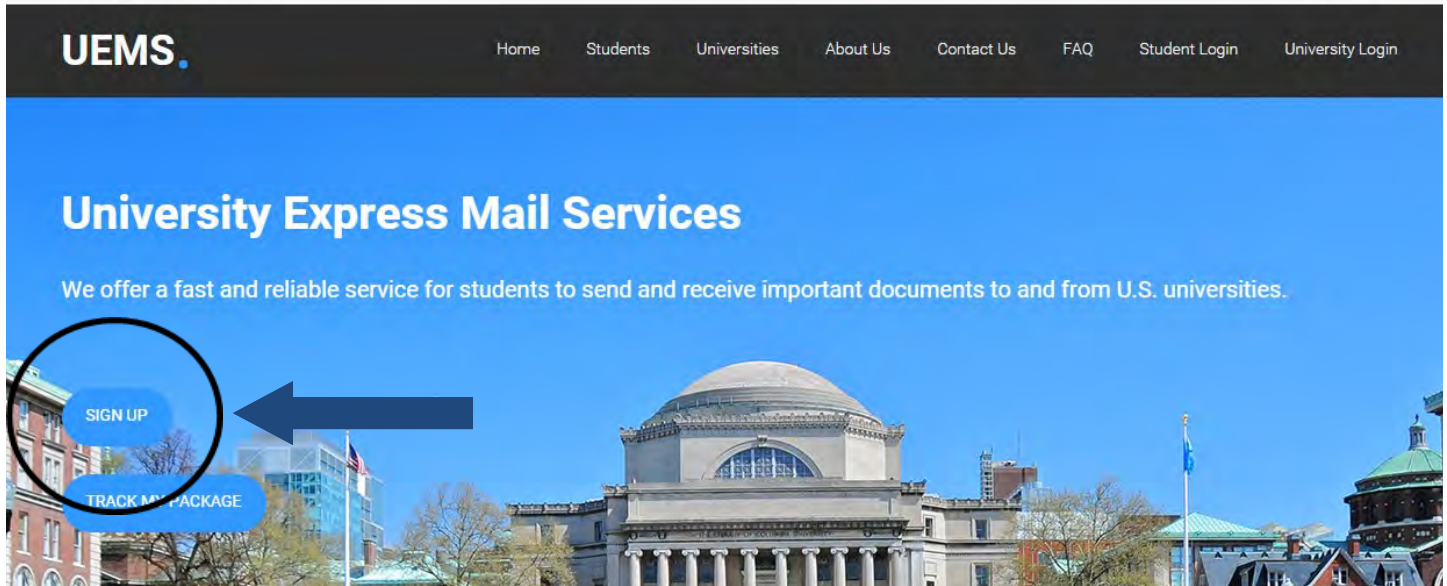 UEMS.
Home Students Universities About Us Contact Us FAQ Student Login University Login
University Express Mail Services
We offer a fast and reliable service for students to send and receive important documents to and from U.S. universities.
SIGN UP
TRACK MY PACKAGE